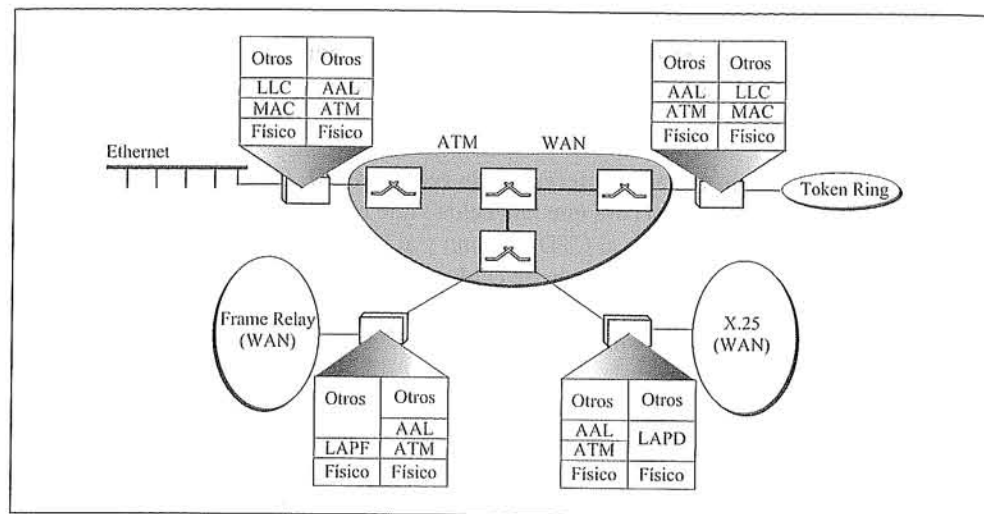 Otros Otros
LLC AAL
MAC ATM
Físico Físico
Otros Otros
AAL LLC
ATM MAC
Físico Físico
Ethernet
ATM WAN
Token Ring
Frame Relay
(WAN)
X.25
(WAN)
Otros Otros
AAL
LAPF ATM
Físico Físico
Otros Otros
AAL LAPD
ATM
Físico Físico